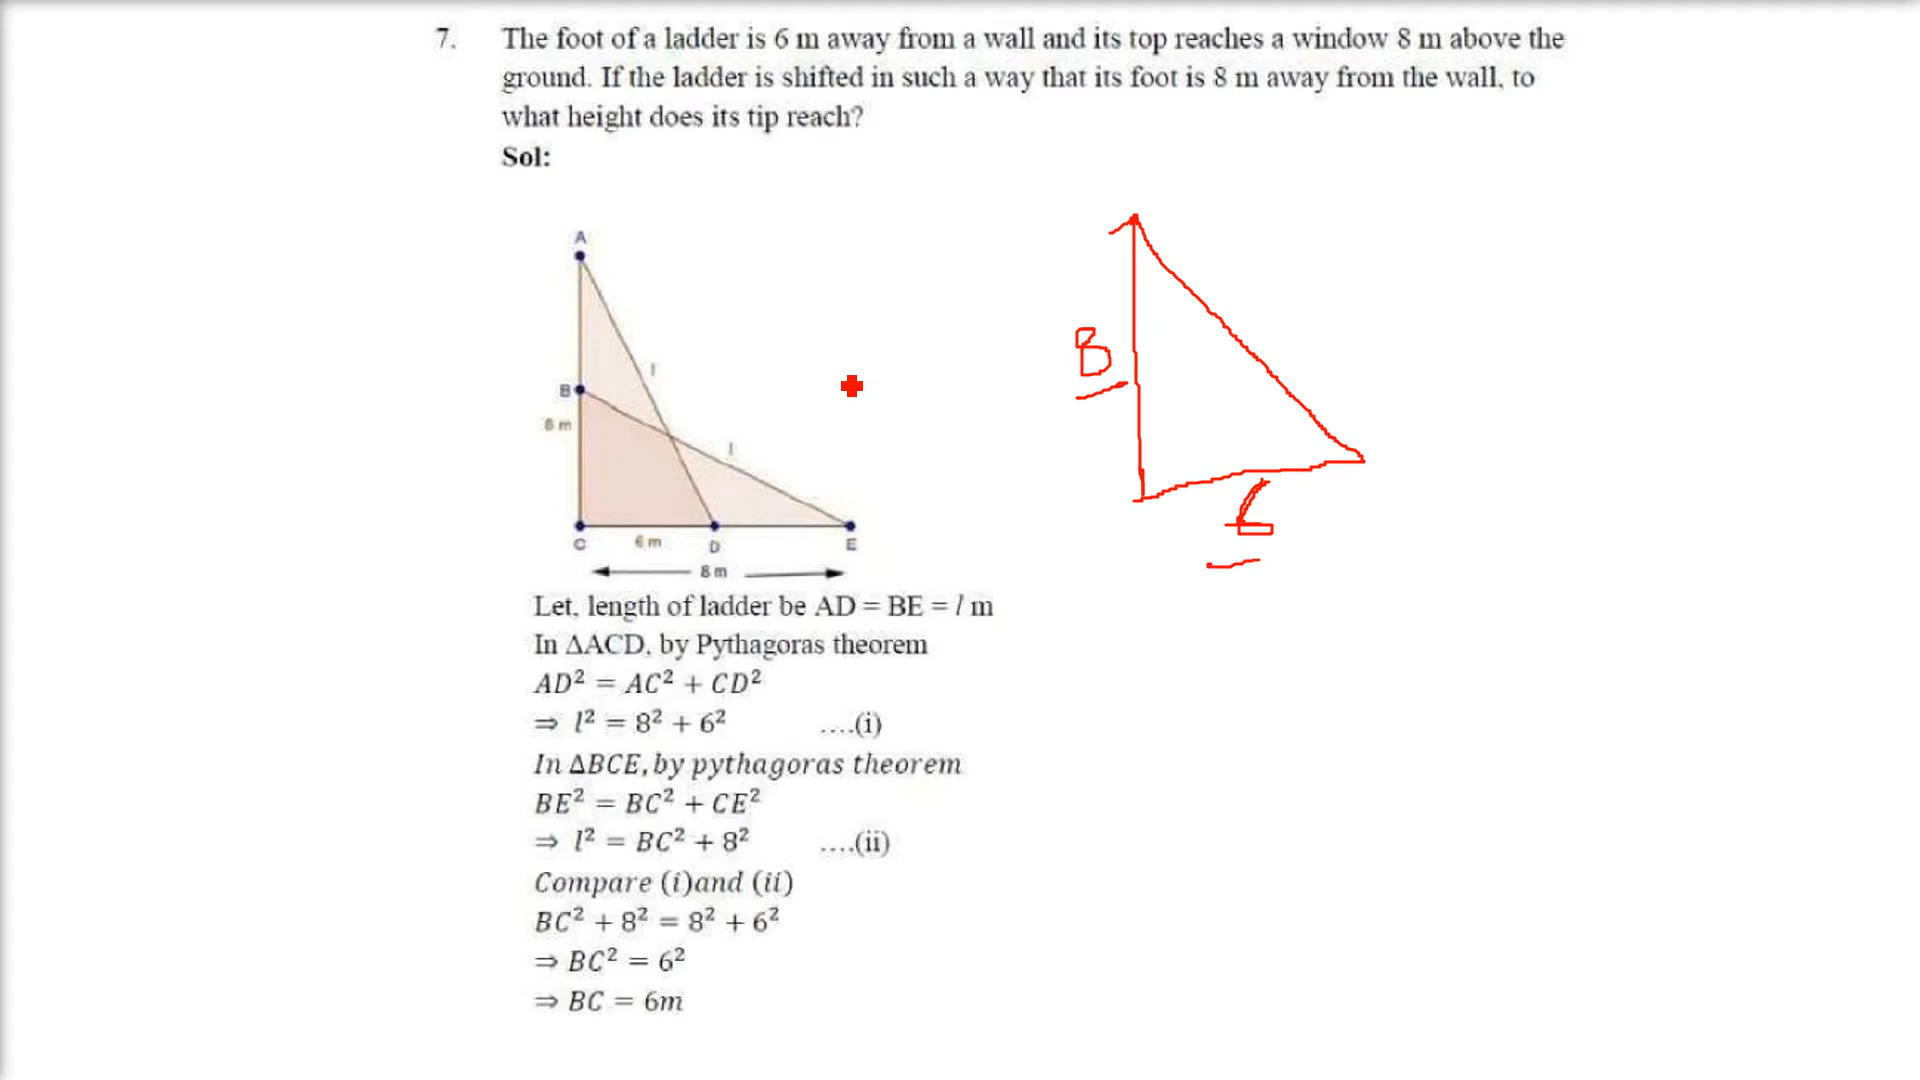 7. The foot of a ladder is 6 m away from a wall and its top reaches a window 8 m above the
ground. If the ladder is shifted in such a way that its foot is 8 m away from the wall, to
what height does its tip reach?
Sol:
A
l
B
8 m
l
C 6 m D E
8 m
B
6
Let, length of ladder be AD = BE = l m
In ΔACD, by Pythagoras theorem
AD² = AC² + CD²
⇒ l² = 8² + 6² ....(i)
In ΔBCE, by pythagoras theorem
BE² = BC² + CE²
⇒ l² = BC² + 8² ....(ii)
Compare (i)and (ii)
BC² + 8² = 8² + 6²
⇒ BC² = 6²
⇒ BC = 6m